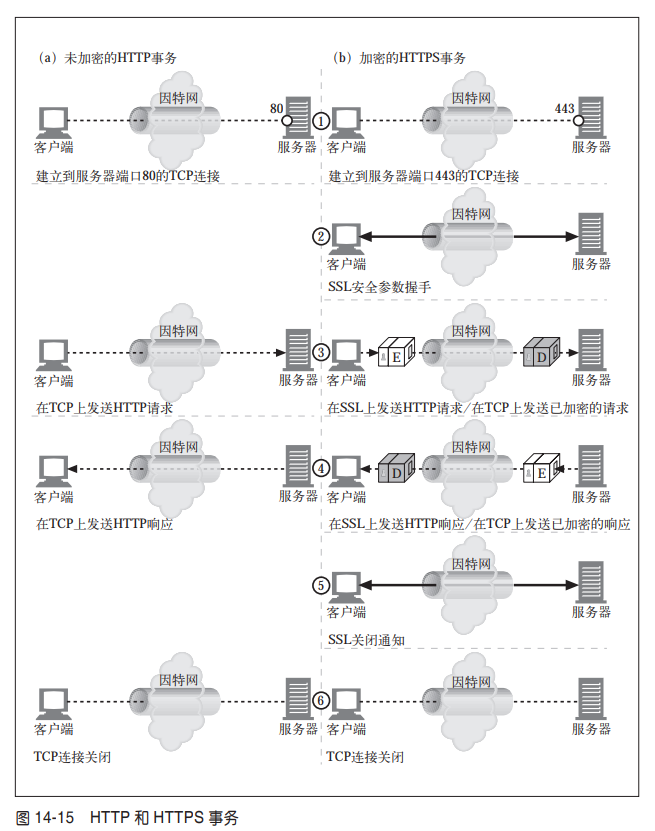 (a) 未加密的HTTP事务
(b) 加密的HTTPS事务
因特网
80
客户端
服务器
建立到服务器端口80的TCP连接
①
因特网
443
客户端
服务器
建立到服务器端口443的TCP连接
②
因特网
客户端
服务器
SSL安全参数握手
因特网
客户端
服务器
在TCP上发送HTTP请求
③
因特网
E
D
客户端
服务器
在SSL上发送HTTP请求/在TCP上发送已加密的请求
因特网
客户端
服务器
在TCP上发送HTTP响应
④
因特网
D
E
客户端
服务器
在SSL上发送HTTP响应/在TCP上发送已加密的响应
⑤
因特网
客户端
服务器
SSL关闭通知
因特网
客户端
服务器
TCP连接关闭
⑥
因特网
客户端
服务器
TCP连接关闭
图 14-15 HTTP 和 HTTPS 事务